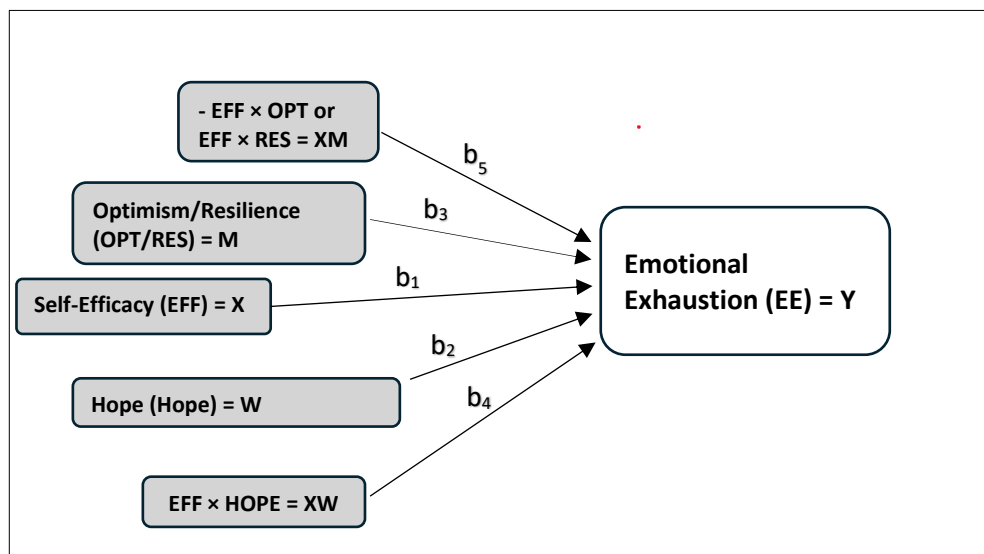 - EFF × OPT or
EFF × RES = XM
b₅
Optimism/Resilience
(OPT/RES) = M
b₃
Self-Efficacy (EFF) = X
b₁
Emotional
Exhaustion (EE) = Y
Hope (Hope) = W
b₂
b₄
EFF × HOPE = XW